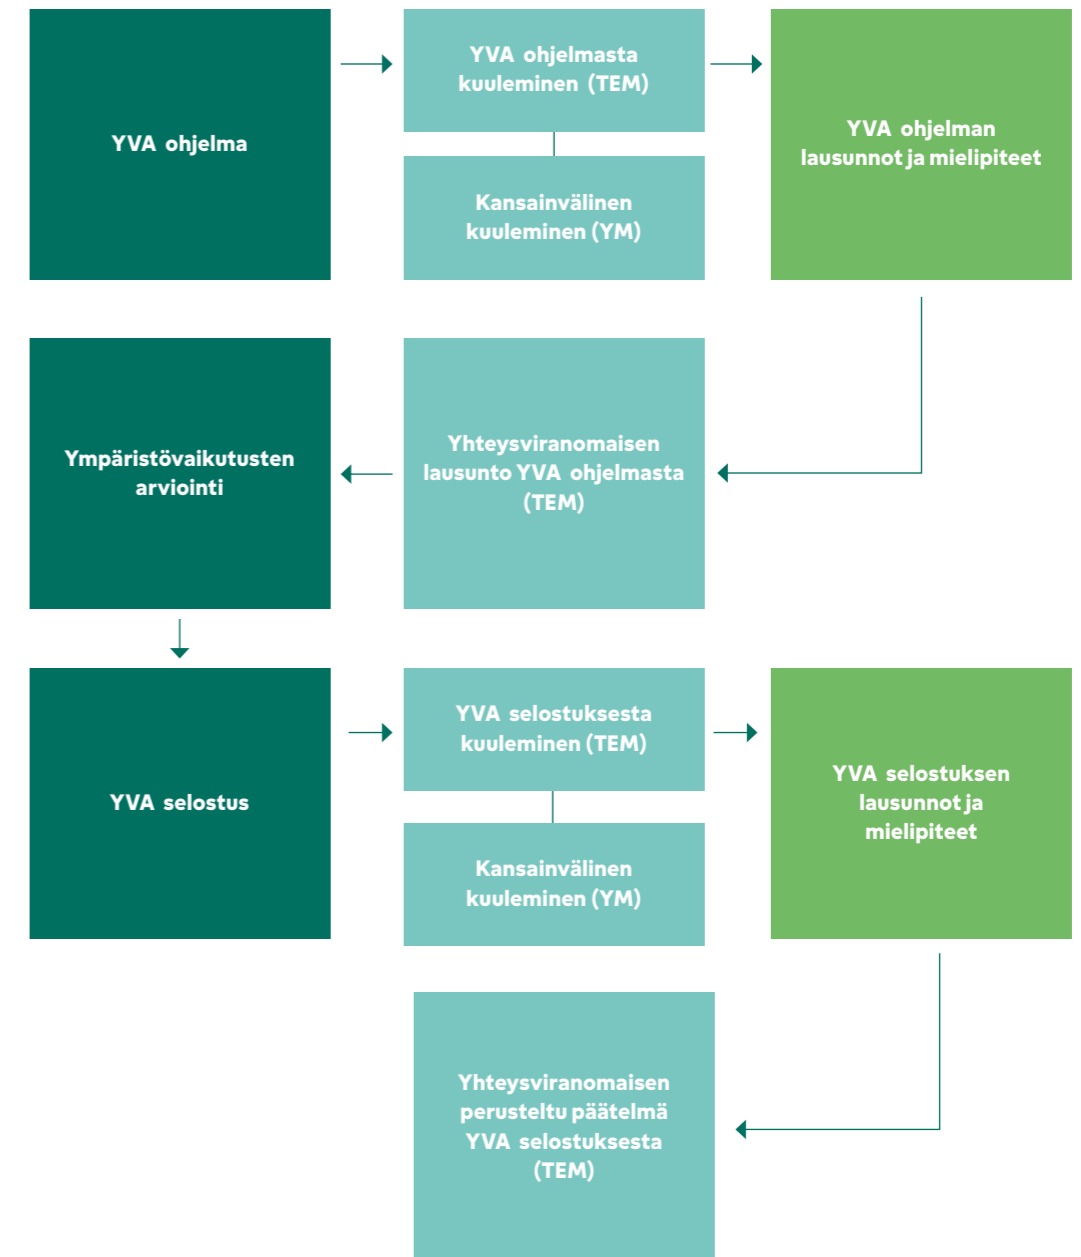 YVA ohjelma
YVA ohjelmasta
kuuleminen (TEM)
Kansainvälinen
kuuleminen (YM)
YVA ohjelman
lausunnot ja mielipiteet
Yhteysviranomaisen
lausunto YVA ohjelmasta
(TEM)
Ympäristövaikutusten
arviointi
YVA selostus
YVA selostuksesta
kuuleminen (TEM)
Kansainvälinen
kuuleminen (YM)
YVA selostuksen
lausunnot ja
mielipiteet
Yhteysviranomaisen
perusteltu päätelmä
YVA selostuksesta
(TEM)